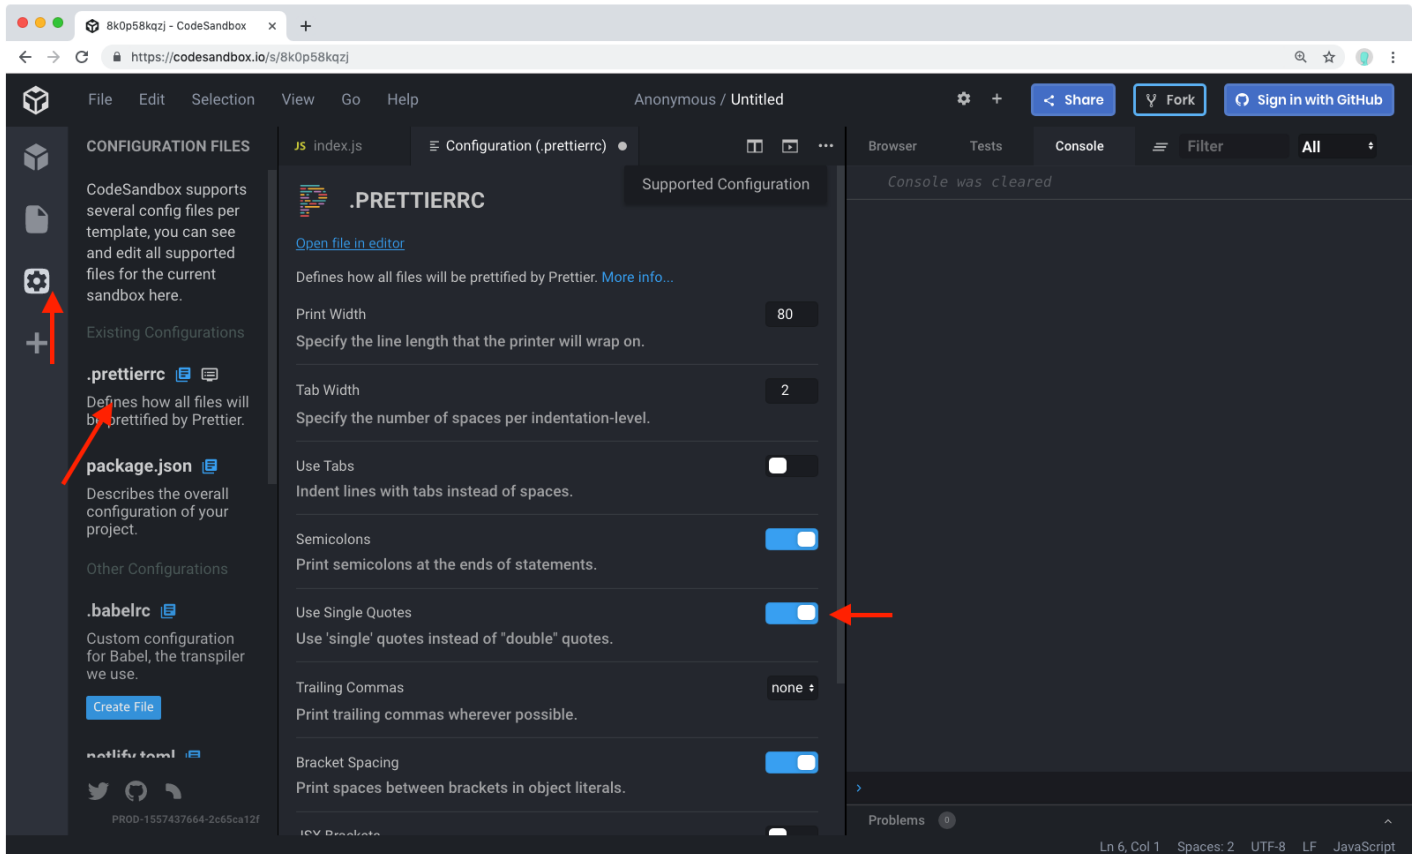 8k0p58kqzj - CodeSandbox
https://codesandbox.io/s/8k0p58kqzj
File Edit Selection View Go Help
Anonymous / Untitled
Share
Fork
Sign in with GitHub
CONFIGURATION FILES
CodeSandbox supports
several config files per
template, you can see
and edit all supported
files for the current
sandbox here.
Existing Configurations
.prettierrc
Defines how all files will
be prettified by Prettier.
package.json
Describes the overall
configuration of your
project.
Other Configurations
.babelrc
Custom configuration
for Babel, the transpiler
we use.
Create File
netlify.toml
PROD-1557437664-2c65ca12f
JS index.js
Configuration (.prettierrc)
Supported Configuration
.PRETTIERRC
Open file in editor
Defines how all files will be prettified by Prettier. More info...
Print Width
80
Specify the line length that the printer will wrap on.
Tab Width
2
Specify the number of spaces per indentation-level.
Use Tabs
Indent lines with tabs instead of spaces.
Semicolons
Print semicolons at the ends of statements.
Use Single Quotes
Use 'single' quotes instead of "double" quotes.
Trailing Commas
none
Print trailing commas wherever possible.
Bracket Spacing
Print spaces between brackets in object literals.
JSX Brackets
Browser Tests Console
Filter
All
Console was cleared
Problems 0
Ln 6, Col 1 Spaces: 2 UTF-8 LF JavaScript